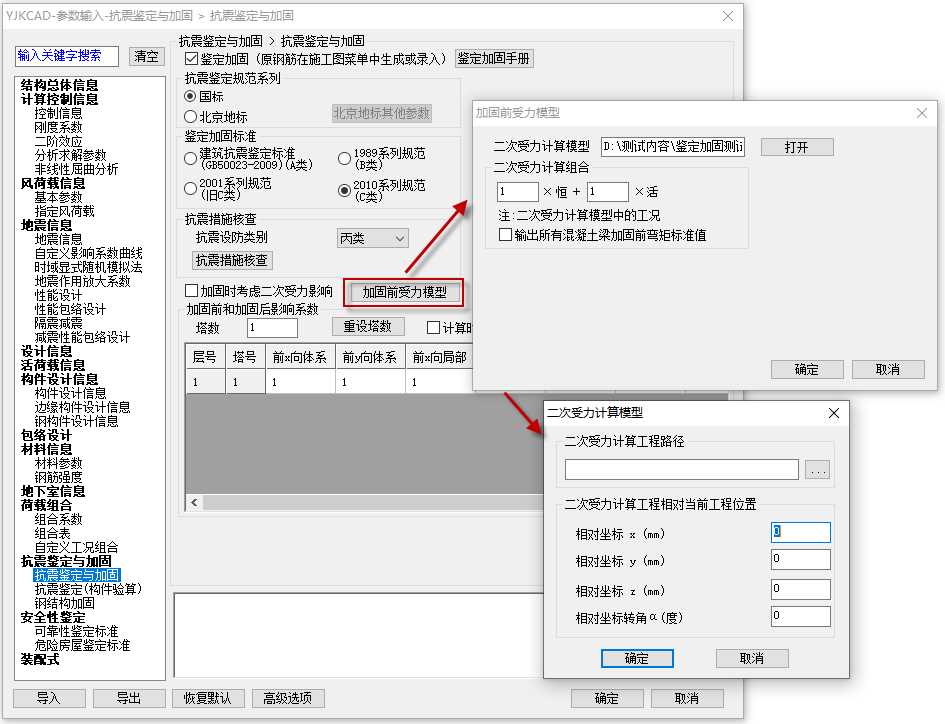 YJKCAD-参数输入-抗震鉴定与加固 > 抗震鉴定与加固
输入关键字搜索
清空
结构总体信息
计算控制信息
控制信息
刚度系数
二阶效应
分析求解参数
非线性屈曲分析
风荷载信息
基本参数
指定风荷载
地震信息
地震信息
自定义影响系数曲线
时域显式随机模拟法
地震作用放大系数
性能设计
性能包络设计
隔震减震
减震性能包络设计
设计信息
活荷载信息
构件设计信息
构件设计信息
边缘构件设计信息
钢构件设计信息
包络设计
材料信息
材料参数
钢筋强度
地下室信息
荷载组合
组合系数
组合表
自定义工况组合
抗震鉴定与加固
抗震鉴定与加固
抗震鉴定(构件验算)
钢结构加固
安全性鉴定
可靠性鉴定标准
危险房屋鉴定标准
装配式
抗震鉴定与加固 > 抗震鉴定与加固
鉴定加固 (原钢筋在施工图菜单中生成或录入)
鉴定加固手册
抗震鉴定规范系列
国标
北京地标
北京地标其他参数
鉴定加固标准
建筑抗震鉴定标准
(GB50023-2009)(A类)
1989系列规范
(B类)
2001系列规范
(旧C类)
2010系列规范
(C类)
抗震措施核查
抗震设防类别
丙类
抗震措施核查
加固时考虑二次受力影响
加固前受力模型
加固前和加固后影响系数
塔数
1
重设塔数
计算时
层号 塔号 前x向体系 前y向体系 前x向局部
1 1 1 1 1
导入
导出
恢复默认
高级选项
确定
取消
加固前受力模型
二次受力计算模型
D:\测试内容\鉴定加固测试
打开
二次受力计算组合
1 × 恒 + 1 × 活
注:二次受力计算模型中的工况
输出所有混凝土梁加固前弯矩标准值
确定
取消
二次受力计算模型
二次受力计算工程路径
...
二次受力计算工程相对当前工程位置
相对坐标 x (mm)
0
相对坐标 y (mm)
0
相对坐标 z (mm)
0
相对坐标转角α(度)
0
确定
取消